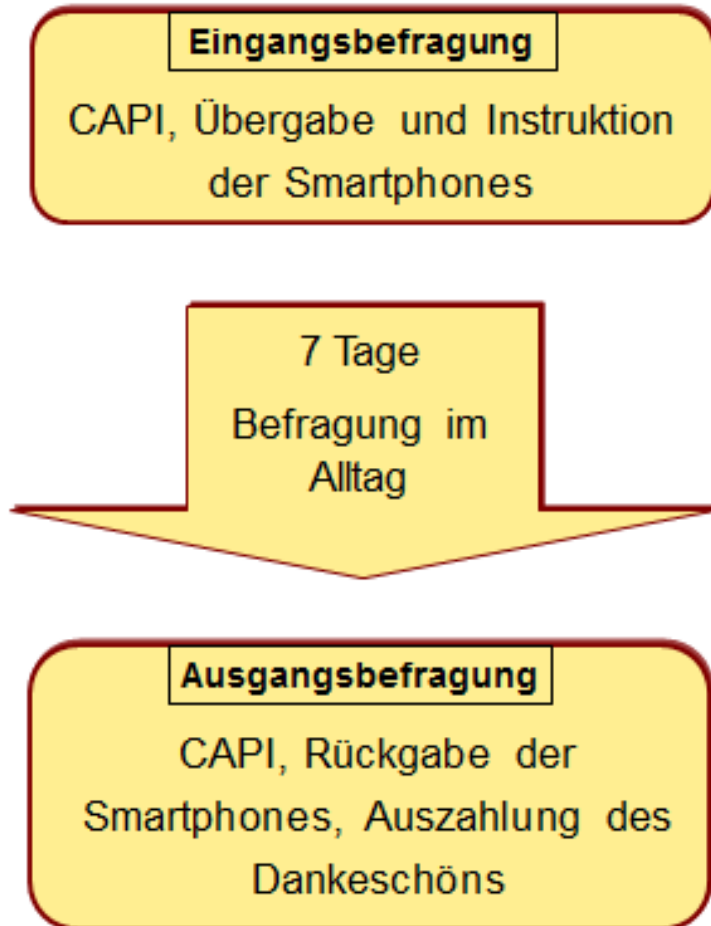 Eingangsbefragung
CAPI, Übergabe und Instruktion
der Smartphones
7 Tage
Befragung im
Alltag
Ausgangsbefragung
CAPI, Rückgabe der
Smartphones, Auszahlung des
Dankeschöns